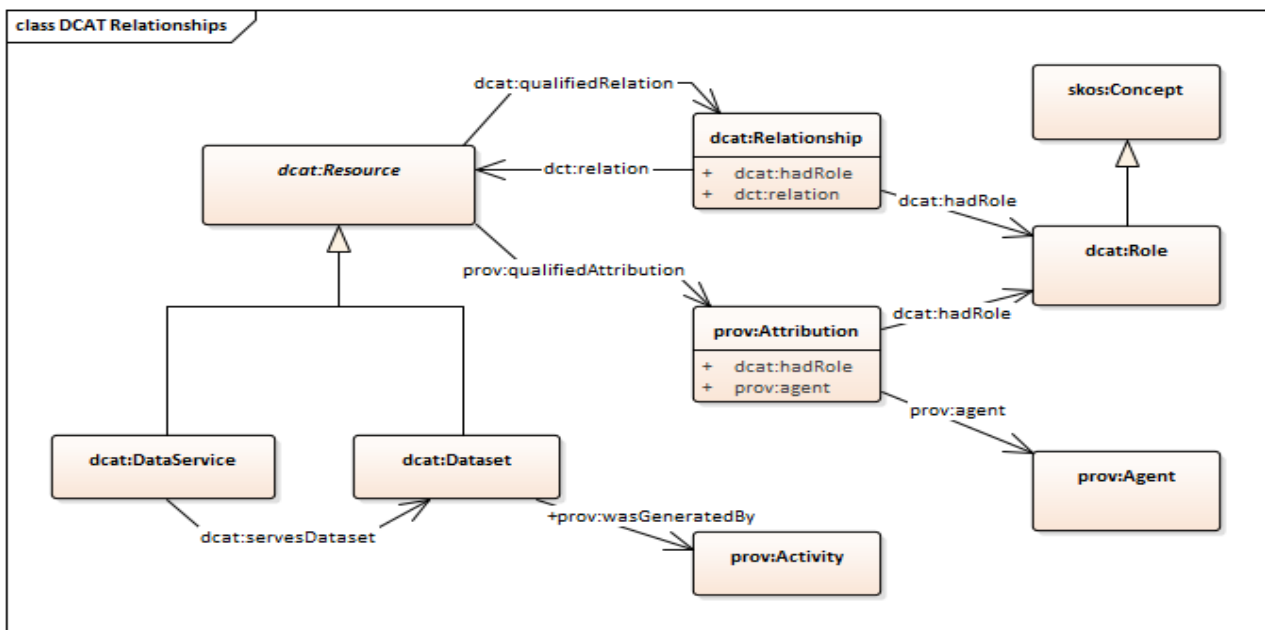 class DCAT Relationships
dcat:qualifiedRelation
skos:Concept
dcat:Relationship
dcat:Resource
dct:relation
+ dcat:hadRole
+ dct:relation
dcat:hadRole
dcat:Role
prov:qualifiedAttribution
dcat:hadRole
prov:Attribution
+ dcat:hadRole
+ prov:agent
prov:agent
dcat:DataService
dcat:Dataset
prov:Agent
+prov:wasGeneratedBy
dcat:servesDataset
prov:Activity